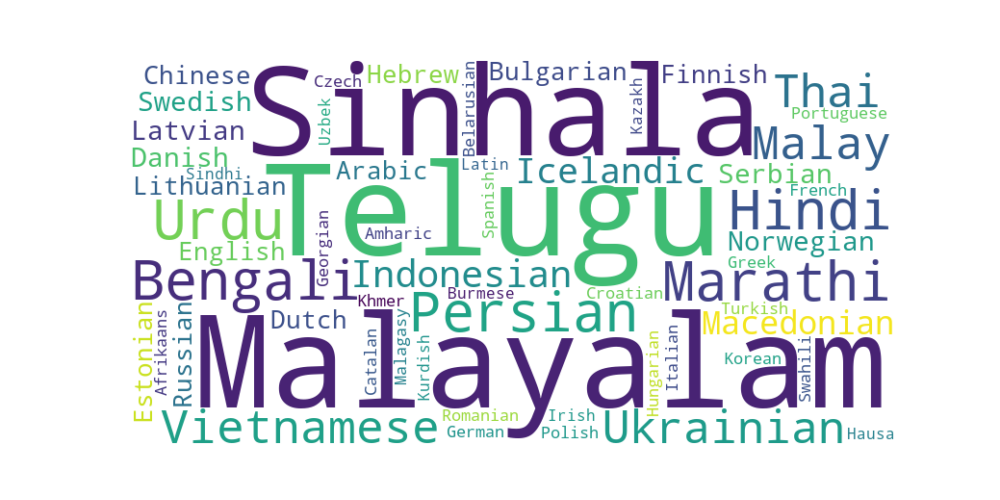 Chinese
Czech
Hebrew
Belarusian
Bulgarian
Kazakh
Finnish
Thai
Swedish
Uzbek
Sinhala
Portuguese
Latvian
Malay
Danish
Sindhi
Arabic
Latin
Icelandic
Serbian
Lithuanian
Telugu
Spanish
French
Urdu
Hindi
English
Georgian
Amharic
Norwegian
Bengali
Indonesian
Greek
Marathi
Khmer
Burmese
Croatian
Estonian
Afrikaans
Russian
Dutch
Persian
Turkish
Macedonian
Malayalam
Catalan
Malagasy
Kurdish
Hungarian
Italian
Korean
Swahili
Vietnamese
Romanian
German
Irish
Polish
Ukrainian
Hausa